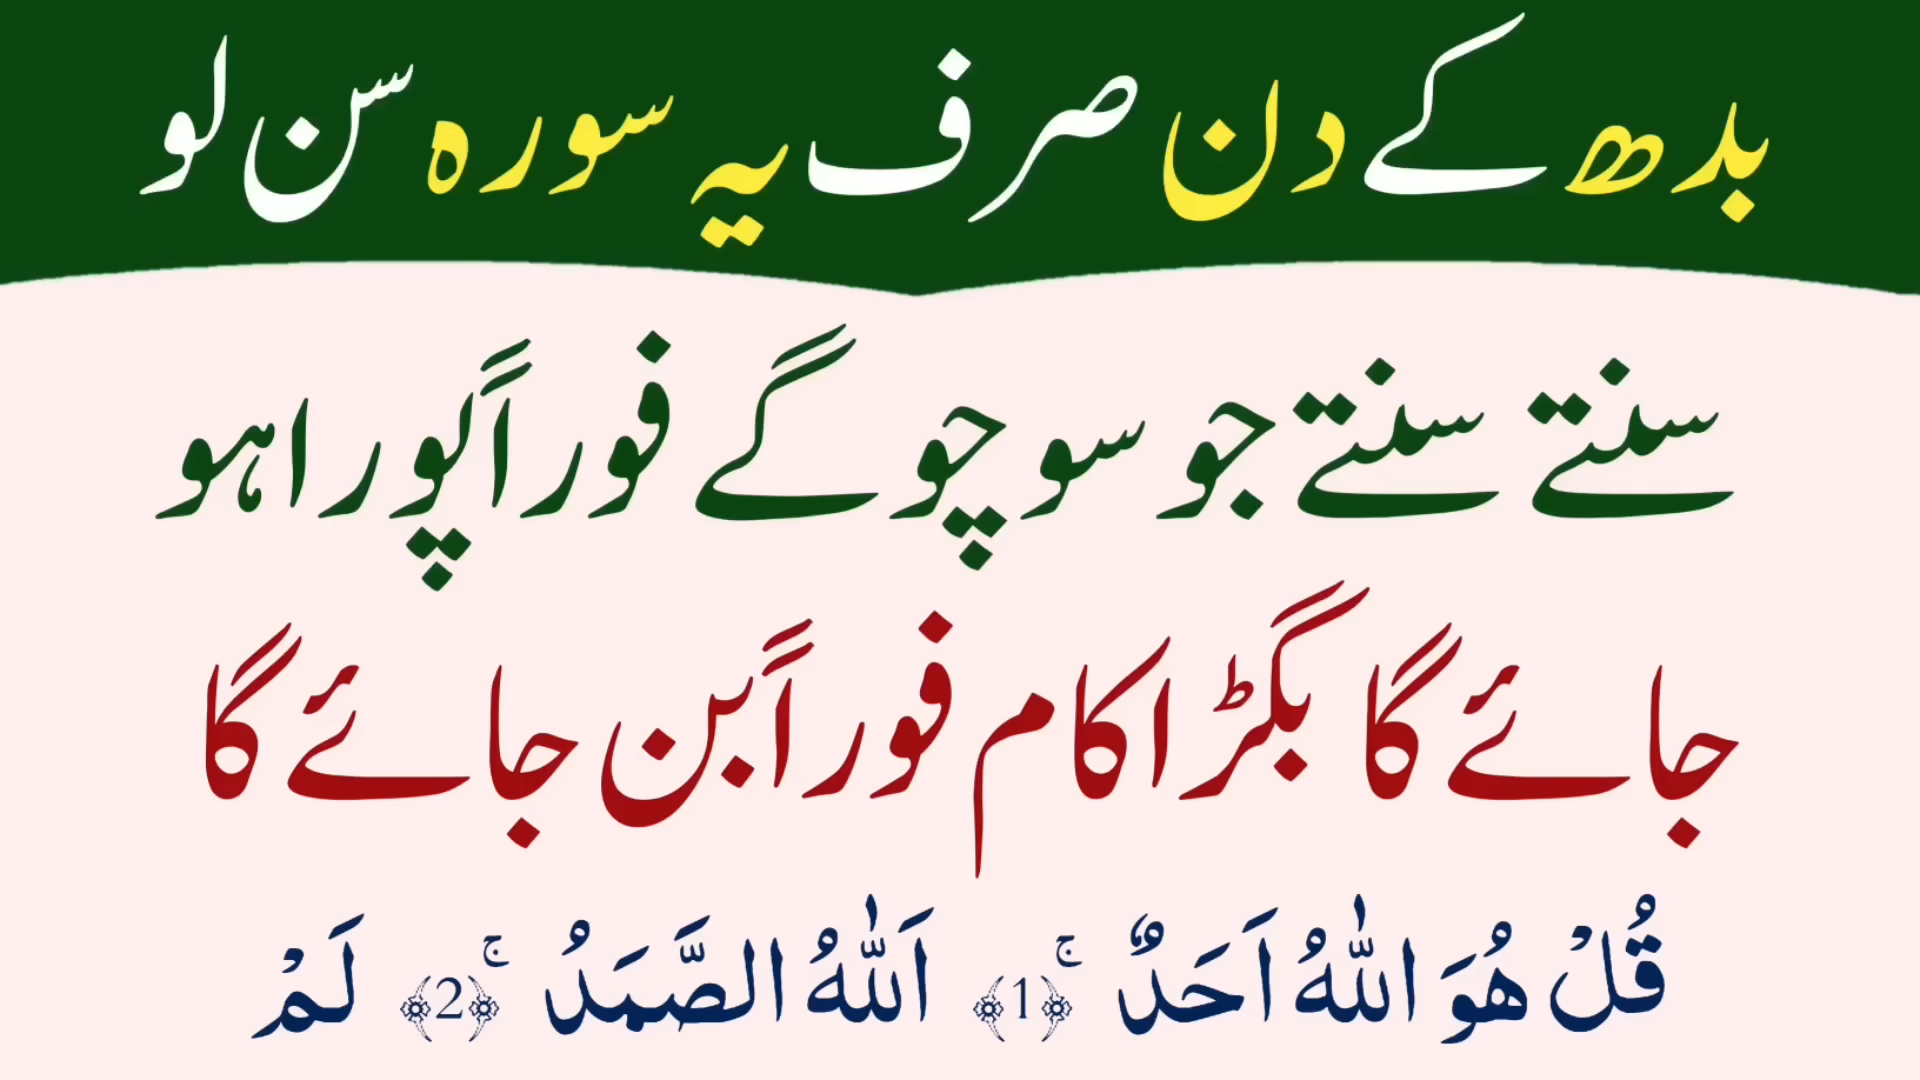 بدھ کے دن صرف یہ سورہ سن لو
سنتے سنتے جو سوچو گے فوراً پورا ہو
جائے گا بگڑا کام فوراً بن جائے گا
قُلْ هُوَ اللّٰهُ اَحَدٌ ۚ﴿1﴾ اَللّٰهُ الصَّمَدُ ۚ﴿2﴾ لَمْ